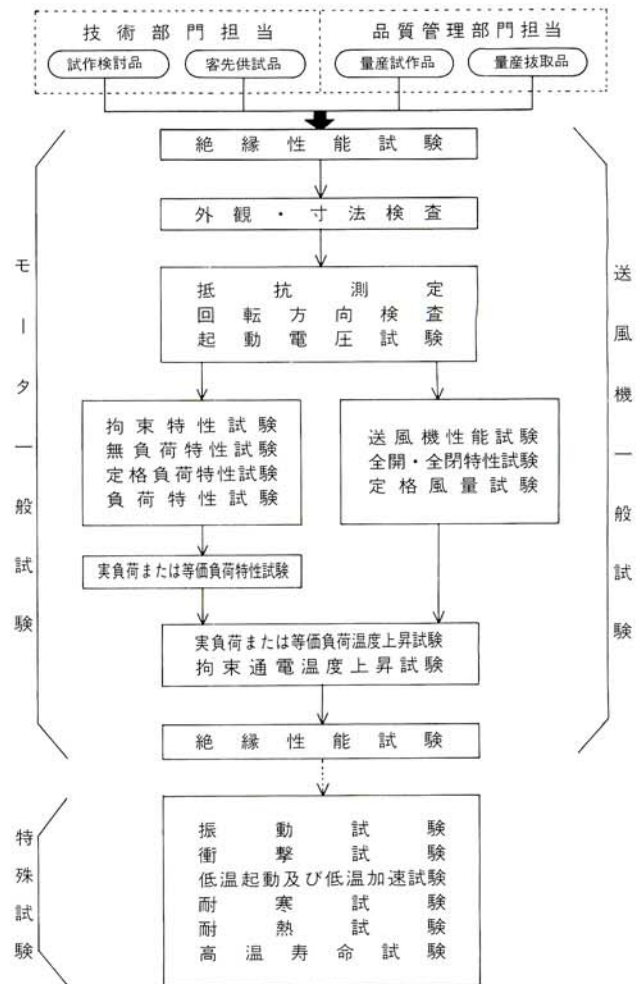 技術部門担当
品質管理部門担当
試作検討品
客先供試品
量産試作品
量産抜取品
絶縁性能試験
外観・寸法検査
抵抗測定
回転方向検査
起動電圧試験
拘束特性試験
無負荷特性試験
定格負荷特性試験
負荷特性試験
送風機性能試験
全開・全閉特性試験
定格風量試験
実負荷または等価負荷特性試験
実負荷または等価負荷温度上昇試験
拘束通電温度上昇試験
絶縁性能試験
モータ一般試験
送風機一般試験
特殊試験
振動試験
衝撃試験
低温起動及び低温加速試験
耐寒試験
耐熱試験
高温寿命試験